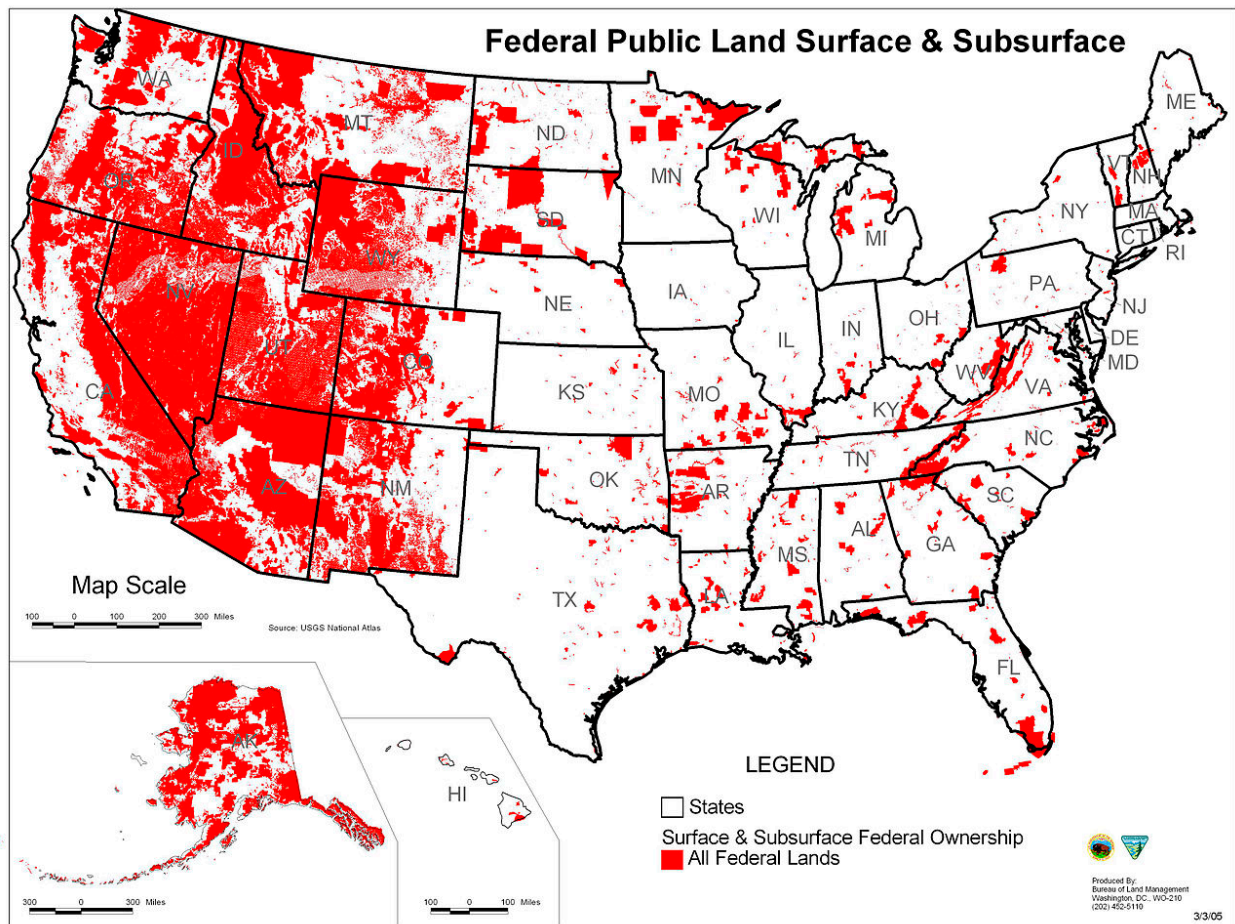 Federal Public Land Surface & Subsurface
WA
MT
ND
MN
ME
OR
ID
SD
WI
MI
VT
NH
NY
MA
CT
RI
WY
NE
IA
PA
NJ
NV
UT
CO
IL
IN
OH
DE
MD
WV
VA
CA
KS
MO
KY
NC
AZ
NM
OK
AR
TN
SC
MS
AL
GA
TX
LA
FL
Map Scale
100 0 100 200 300 Miles
Source: USGS National Atlas
AK
HI
300 0 300 Miles
100 0 100 Miles
LEGEND
States
Surface & Subsurface Federal Ownership
All Federal Lands
Produced By:
Bureau of Land Management
Washington, DC., WO-210
(202) 452-5110
3/3/05